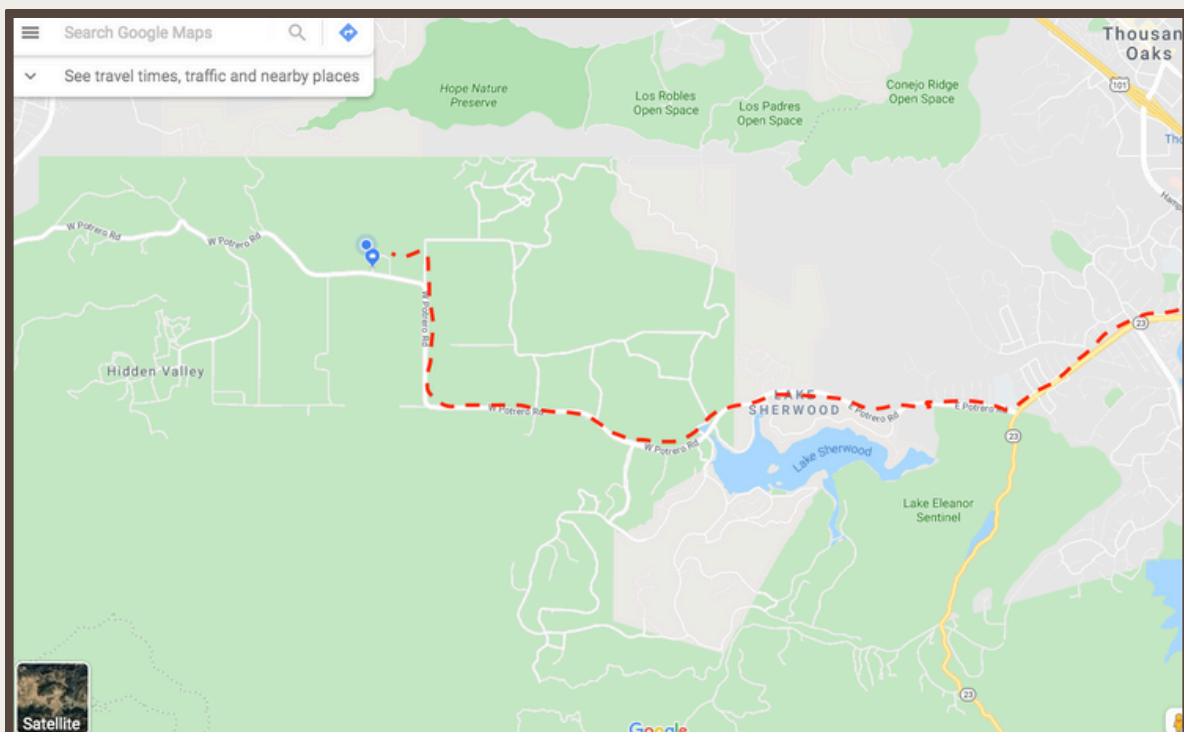 Search Google Maps
See travel times, traffic and nearby places
Thousan
Oaks
101
Hope Nature
Preserve
Los Robles
Open Space
Los Padres
Open Space
Conejo Ridge
Open Space
Tho
Hamp
W Potrero Rd
W Potrero Rd
W Potrero Rd
23
Hidden Valley
W Potrero Rd
LAKE
SHERWOOD
E Potrero Rd
E Potrero Rd
W Potrero Rd
23
Lake Sherwood
Lake Eleanor
Sentinel
23
Satellite
Google